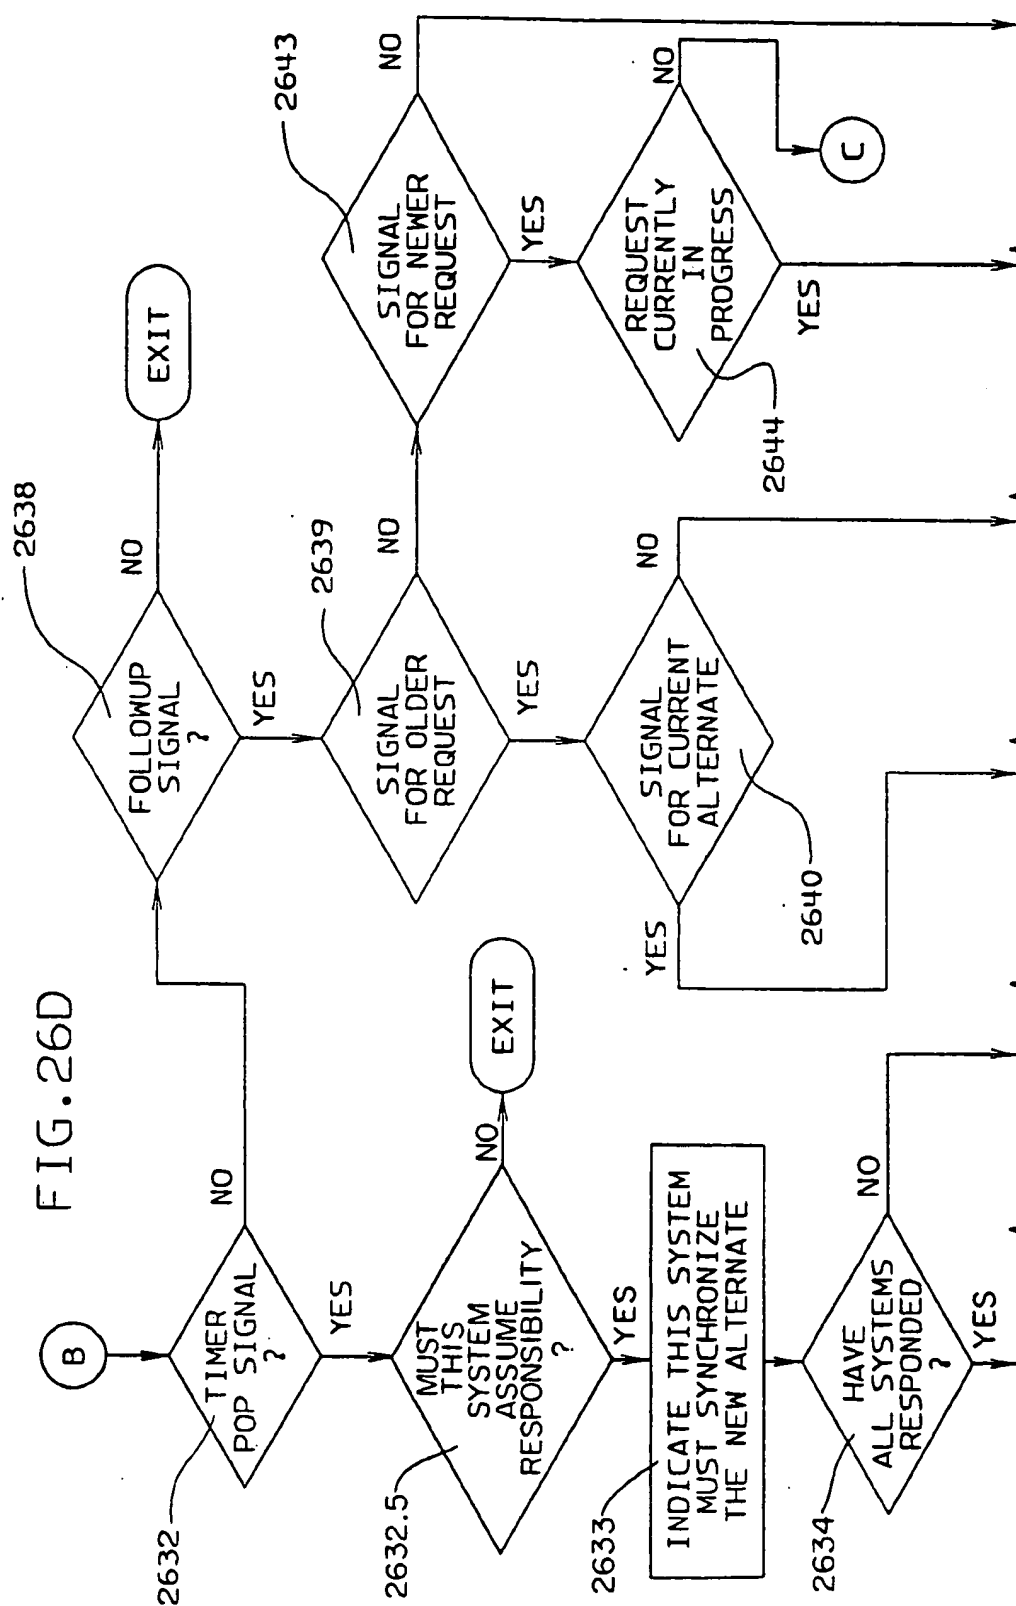 FIG.26D
B
2632
TIMER
POP SIGNAL
?
NO
YES
2632.5
MUST
THIS
SYSTEM
ASSUME
RESPONSIBILITY
?
NO
EXIT
YES
2633
INDICATE THIS SYSTEM
MUST SYNCHRONIZE
THE NEW ALTERNATE
2634
HAVE
ALL SYSTEMS
RESPONDED
?
NO
YES
2638
FOLLOWUP
SIGNAL
?
NO
EXIT
YES
2639
SIGNAL
FOR OLDER
REQUEST
NO
YES
2640
SIGNAL
FOR CURRENT
ALTERNATE
YES
NO
2643
SIGNAL
FOR NEWER
REQUEST
NO
YES
2644
REQUEST
CURRENTLY
IN
PROGRESS
NO
C
YES